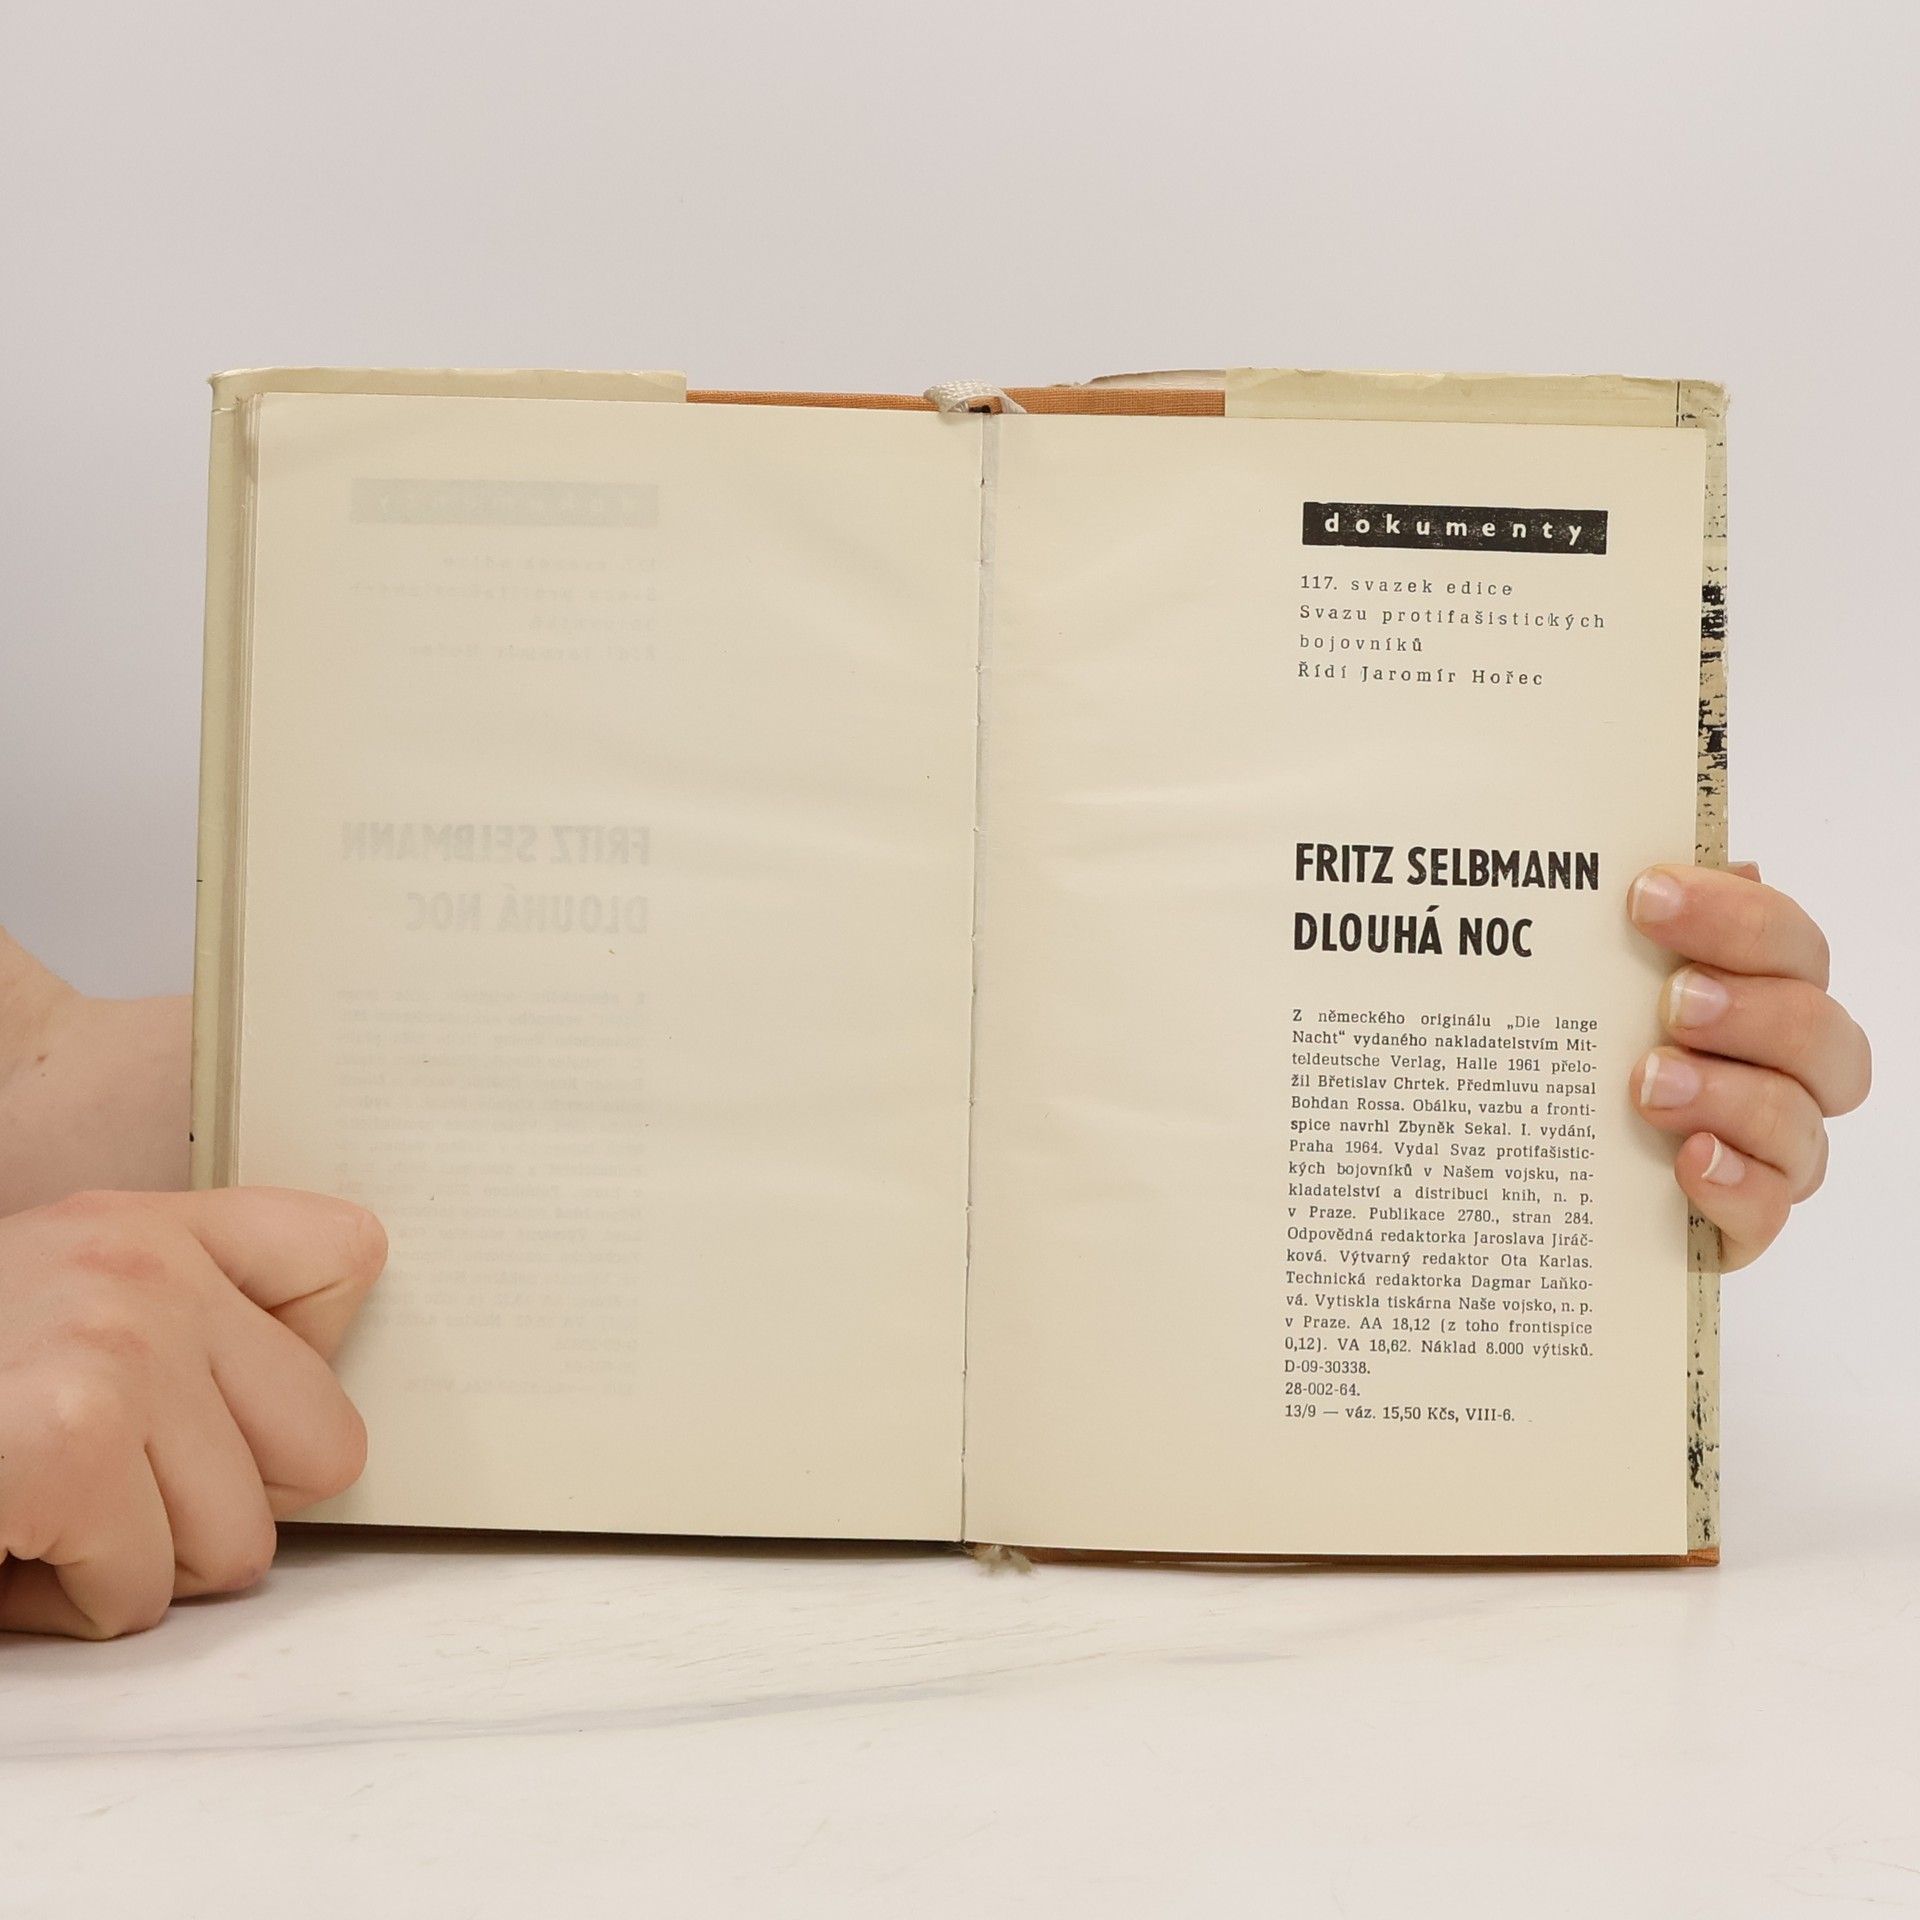 dokumenty
117. svazek edice
Svazu protifašistických
bojovníků
Řídí Jaromír Hořec
FRITZ SELBMANN
DLOUHÁ NOC
Z německého originálu „Die lange
Nacht“ vydaného nakladatelstvím Mit-
teldeutsche Verlag, Halle 1961 přelo-
žil Břetislav Chrtek. Předmluvu napsal
Bohdan Rossa. Obálku, vazbu a fronti-
spice navrhl Zbyněk Sekal. I. vydání,
Praha 1964. Vydal Svaz protifašistic-
kých bojovníků v Našem vojsku, na-
kladatelství a distribuci knih, n. p.
v Praze. Publikace 2780., stran 284.
Odpovědná redaktorka Jaroslava Jiráč-
ková. Výtvarný redaktor Ota Karlas.
Technická redaktorka Dagmar Laňko-
vá. Vytiskla tiskárna Naše vojsko, n. p.
v Praze. AA 18,12 (z toho frontispice
0,12). VA 18,62. Náklad 8.000 výtisků.
D-09-30338.
28-002-64.
13/9 — váz. 15,50 Kčs, VIII-6.